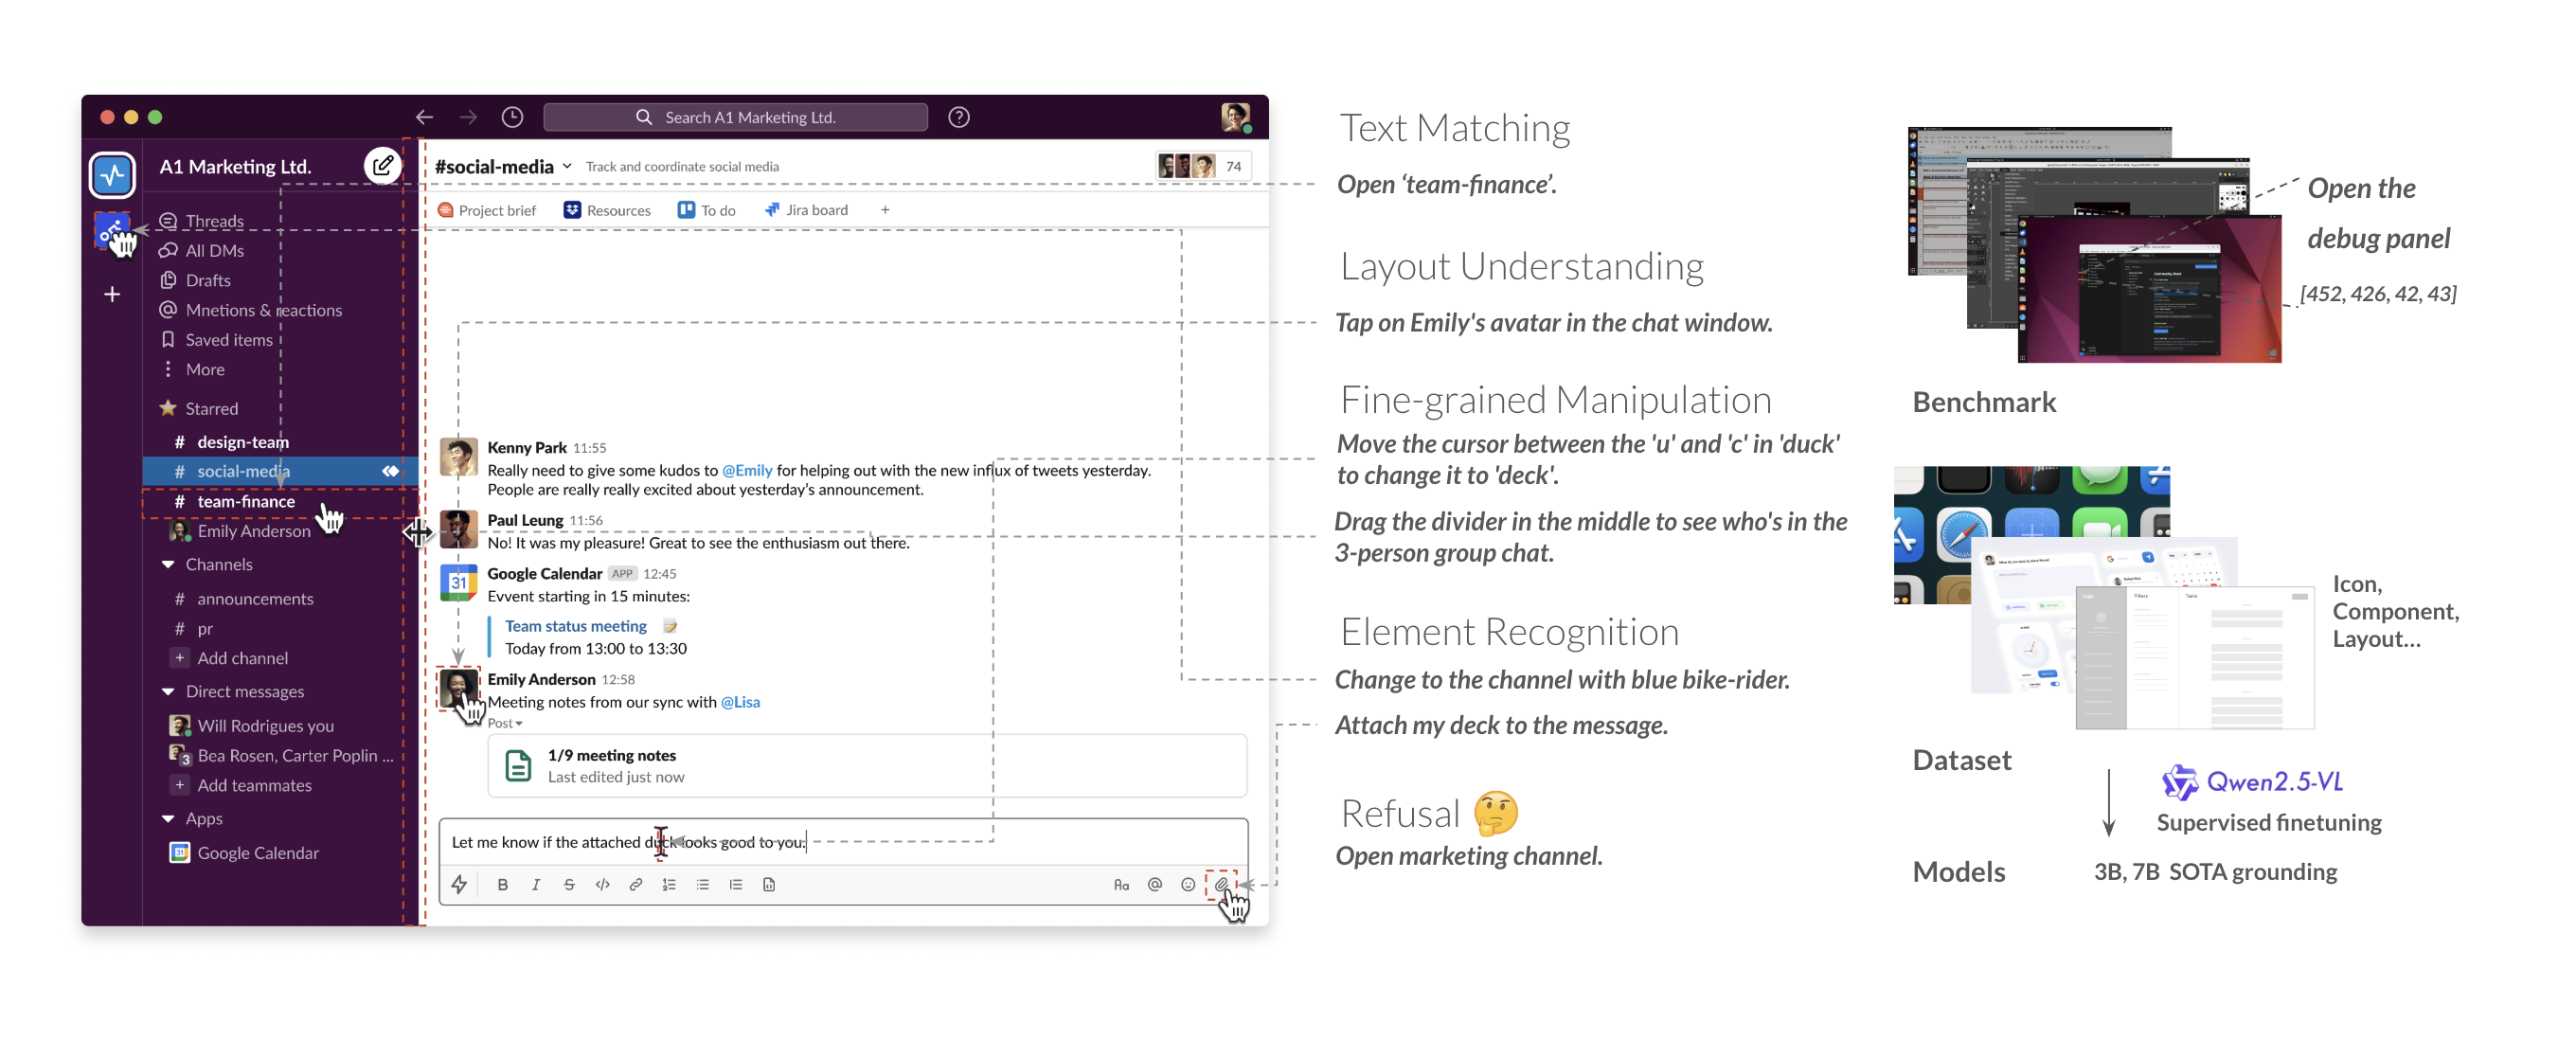 Search A1 Marketing Ltd.
A1 Marketing Ltd.
Threads
All DMs
Drafts
Mnetions & reactions
Saved items
More
Starred
# design-team
# social-media
# team-finance
Emily Anderson
Channels
# announcements
# pr
+ Add channel
Direct messages
Will Rodrigues you
3 Bea Rosen, Carter Poplin ...
+ Add teammates
Apps
Google Calendar
#social-media Track and coordinate social media 74
Project brief Resources To do Jira board +
Kenny Park 11:55
Really need to give some kudos to @Emily for helping out with the new influx of tweets yesterday.
People are really really excited about yesterday's announcement.
Paul Leung 11:56
No! It was my pleasure! Great to see the enthusiasm out there.
31
Google Calendar APP 12:45
Evvent starting in 15 minutes:
Team status meeting
Today from 13:00 to 13:30
Emily Anderson 12:58
Meeting notes from our sync with @Lisa
Post
1/9 meeting notes
Last edited just now
Let me know if the attached duck looks good to you.
B I S </> Aa @
Text Matching
Open ‘team-finance’.
Layout Understanding
Tap on Emily's avatar in the chat window.
Fine-grained Manipulation
Move the cursor between the 'u' and 'c' in 'duck'
to change it to 'deck'.
Drag the divider in the middle to see who's in the
3-person group chat.
Element Recognition
Change to the channel with blue bike-rider.
Attach my deck to the message.
Refusal 🤔
Open marketing channel.
Open the
debug panel
[452, 426, 42, 43]
Benchmark
Filters
Teams
Icon,
Component,
Layout...
Dataset
Qwen2.5-VL
Supervised finetuning
Models
3B, 7B SOTA grounding